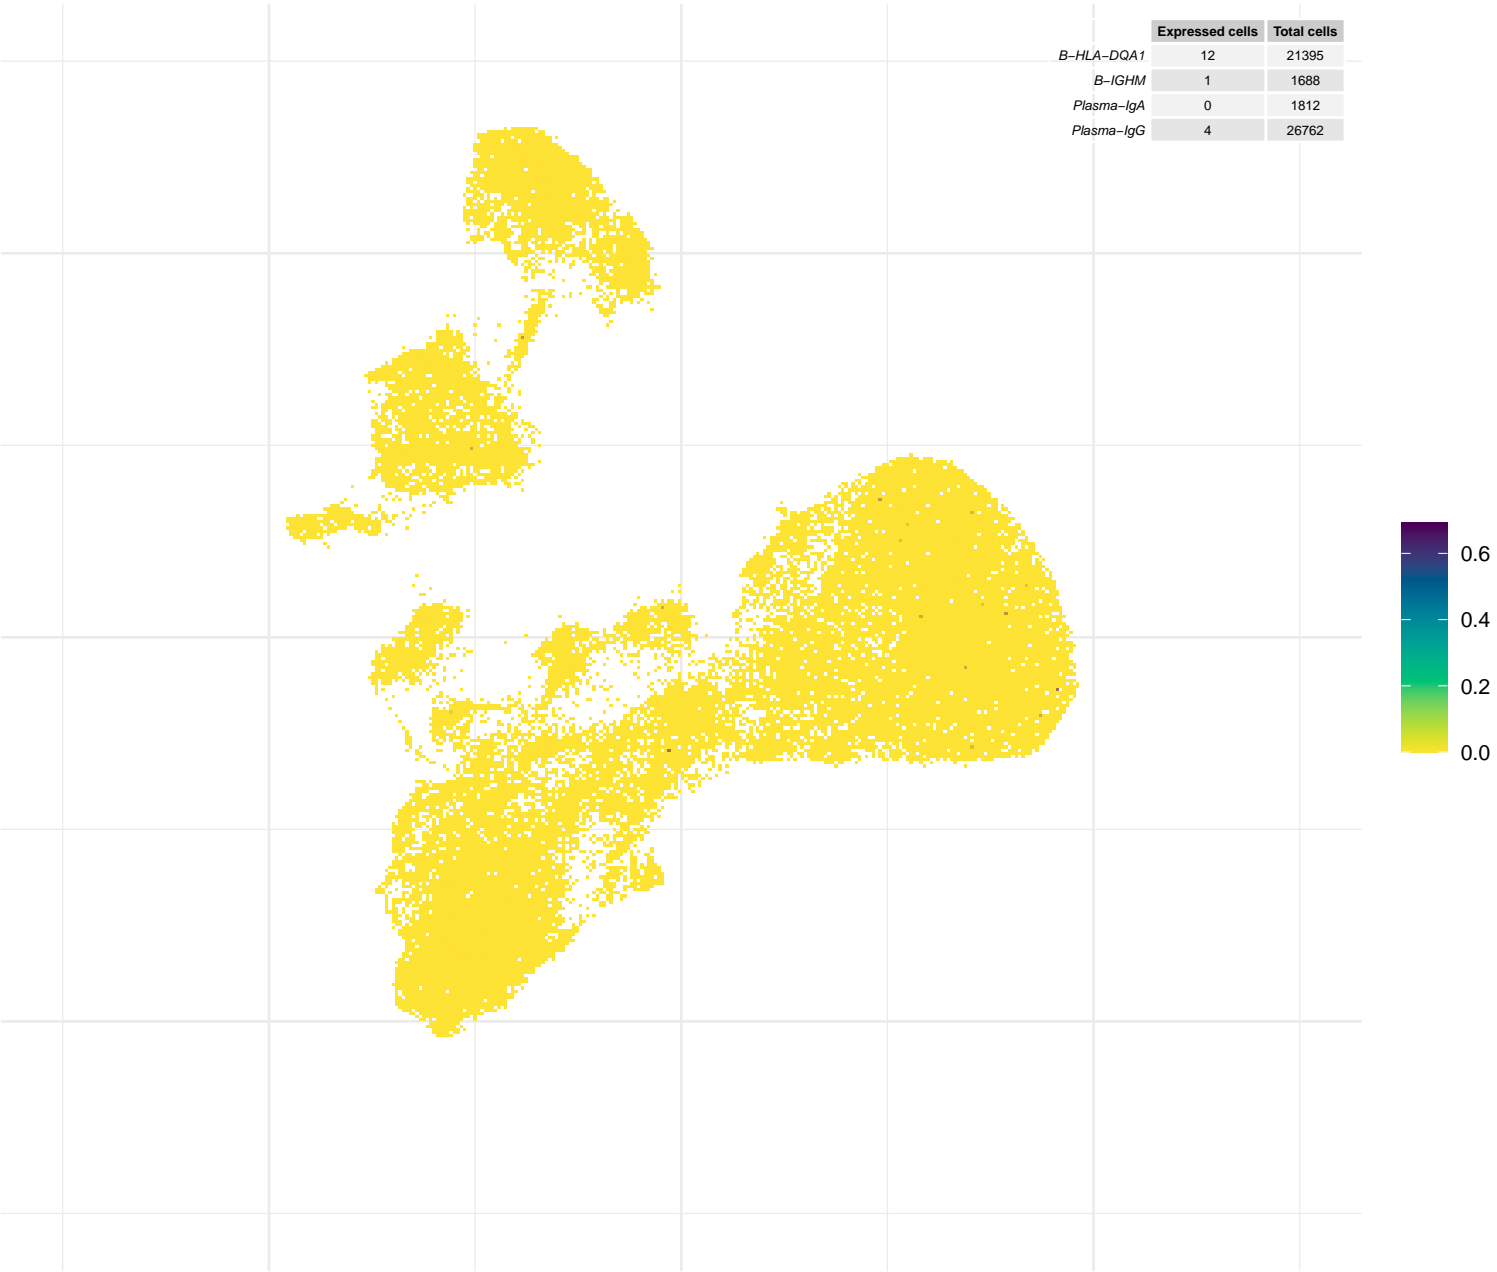 Expressed cells Total cells
B−HLA−DQA1 12 21395
B−IGHM 1 1688
Plasma−IgA 0 1812
Plasma−IgG 4 26762
0.6
0.4
0.2
0.0